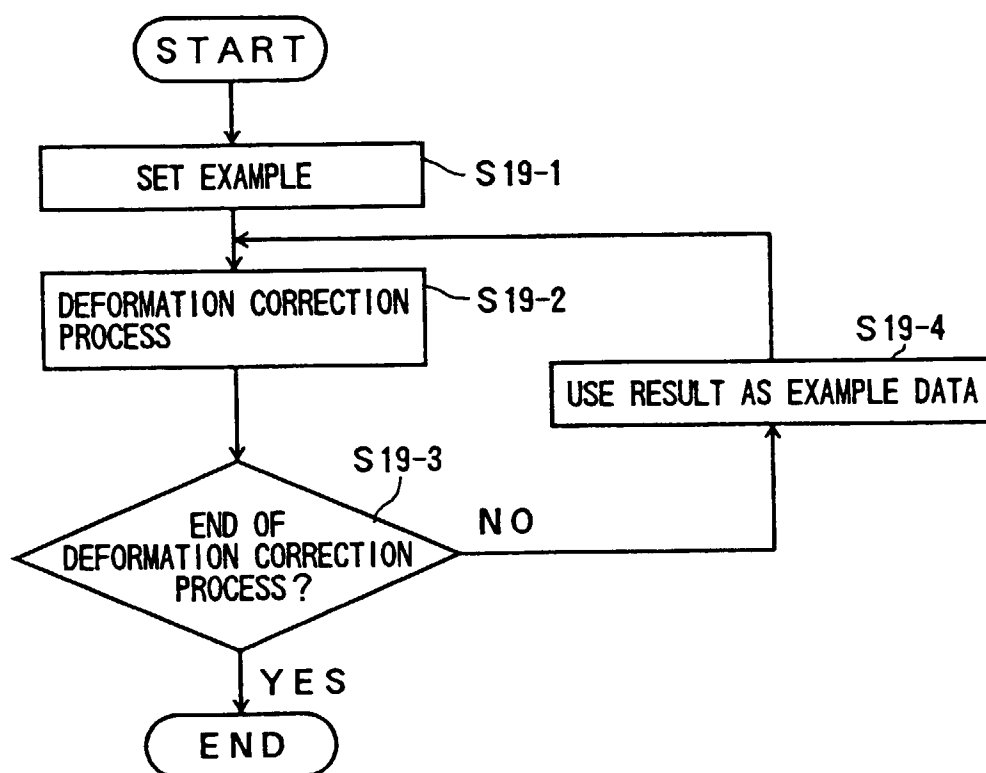 START
SET EXAMPLE
S19-1
DEFORMATION CORRECTION
PROCESS
S19-2
S19-4
USE RESULT AS EXAMPLE DATA
S19-3
END OF
DEFORMATION CORRECTION
PROCESS?
NO
YES
END